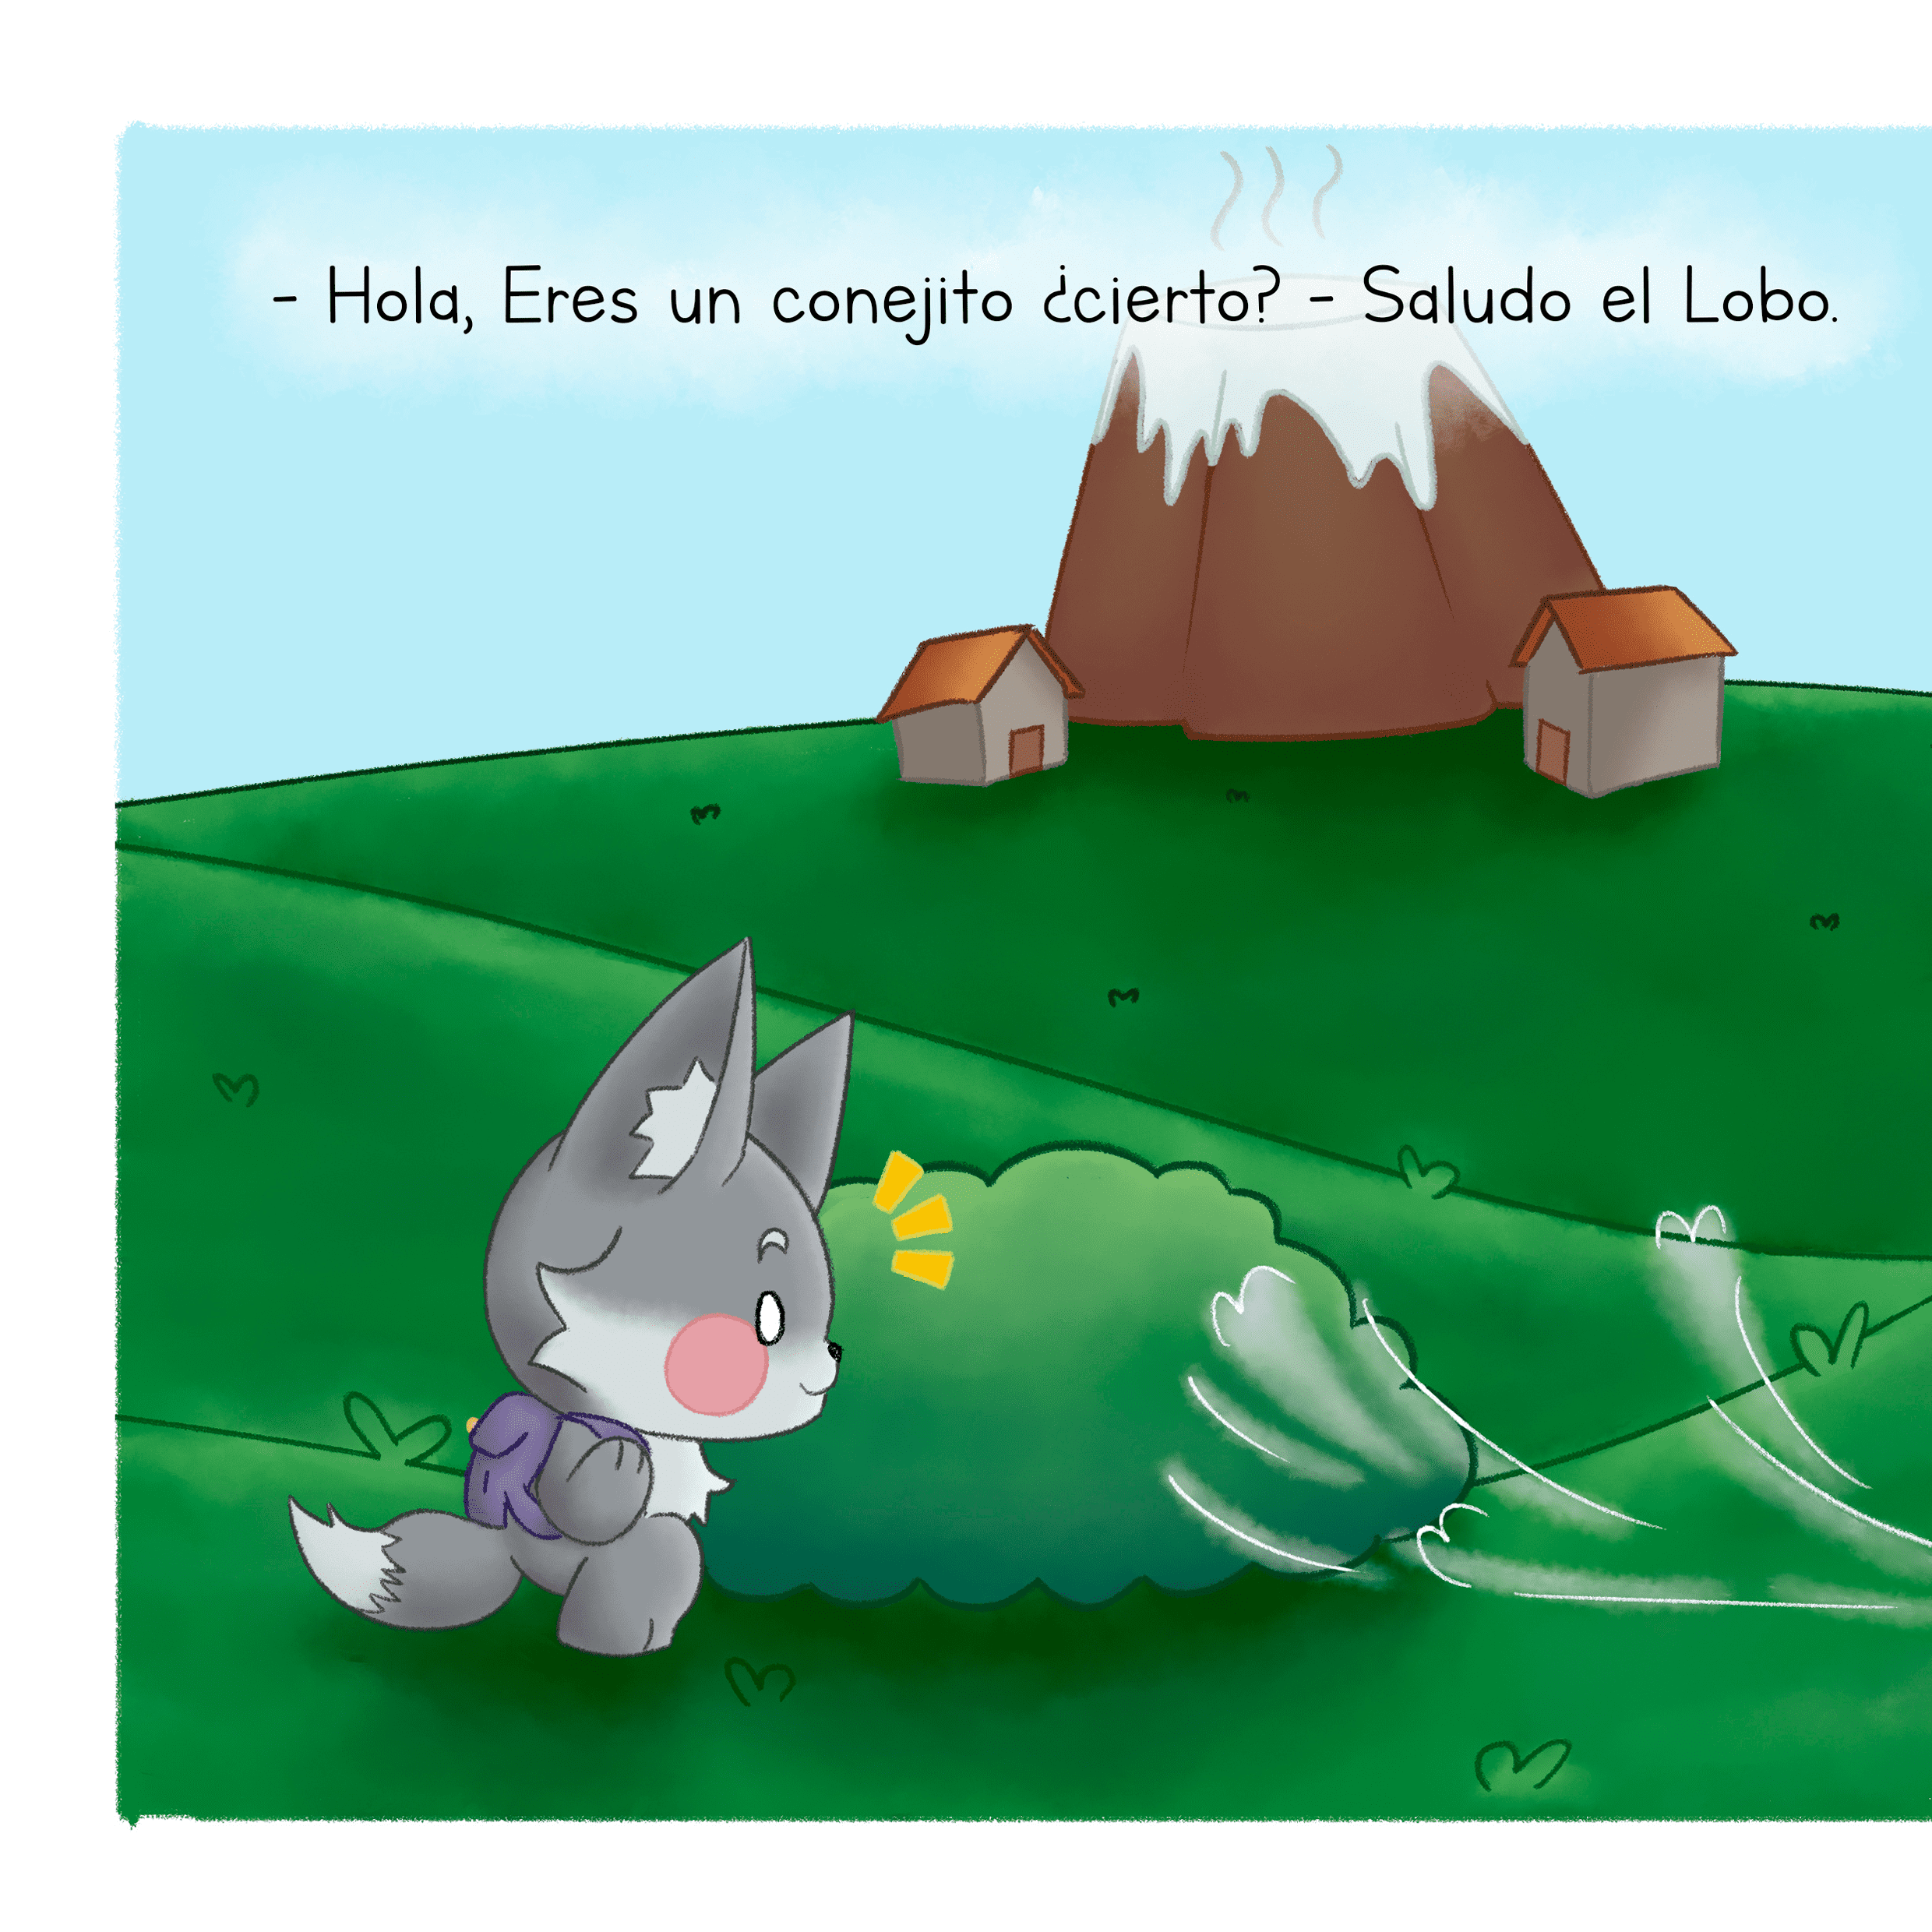 - Hola, Eres un conejito ¿cierto? - Saludo el Lobo.